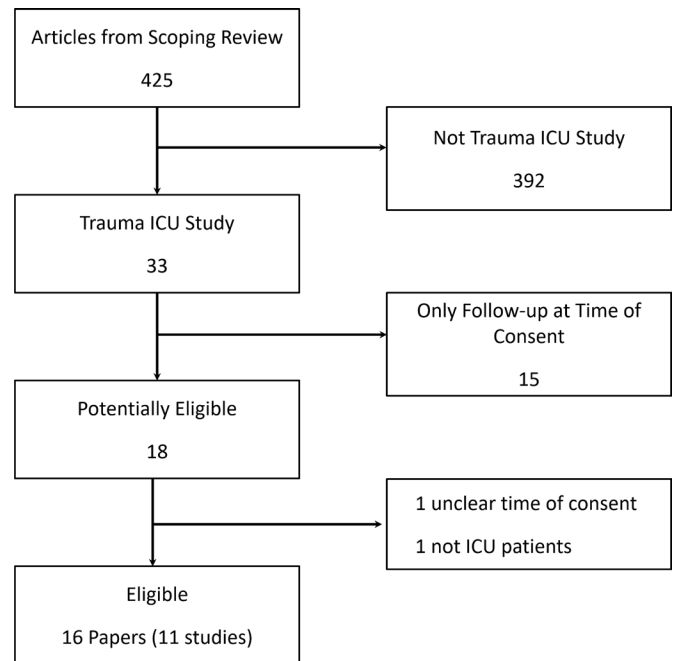 Articles from Scoping Review
425
Not Trauma ICU Study
392
Trauma ICU Study
33
Only Follow-up at Time of
Consent
15
Potentially Eligible
18
1 unclear time of consent
1 not ICU patients
Eligible
16 Papers (11 studies)